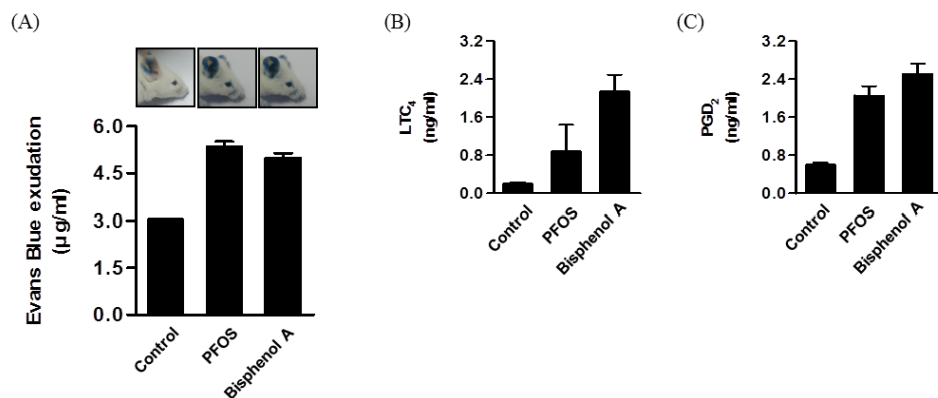 (A)
Evans Blue exudation
(µg/ml)
6.0
4.5
3.0
1.5
0.0
Control
PFOS
Bisphenol A
(B)
LTC4
(ng/ml)
3.2
2.4
1.6
0.8
0.0
Control
PFOS
Bisphenol A
(C)
PGD2
(ng/ml)
3.2
2.4
1.6
0.8
0.0
Control
PFOS
Bisphenol A